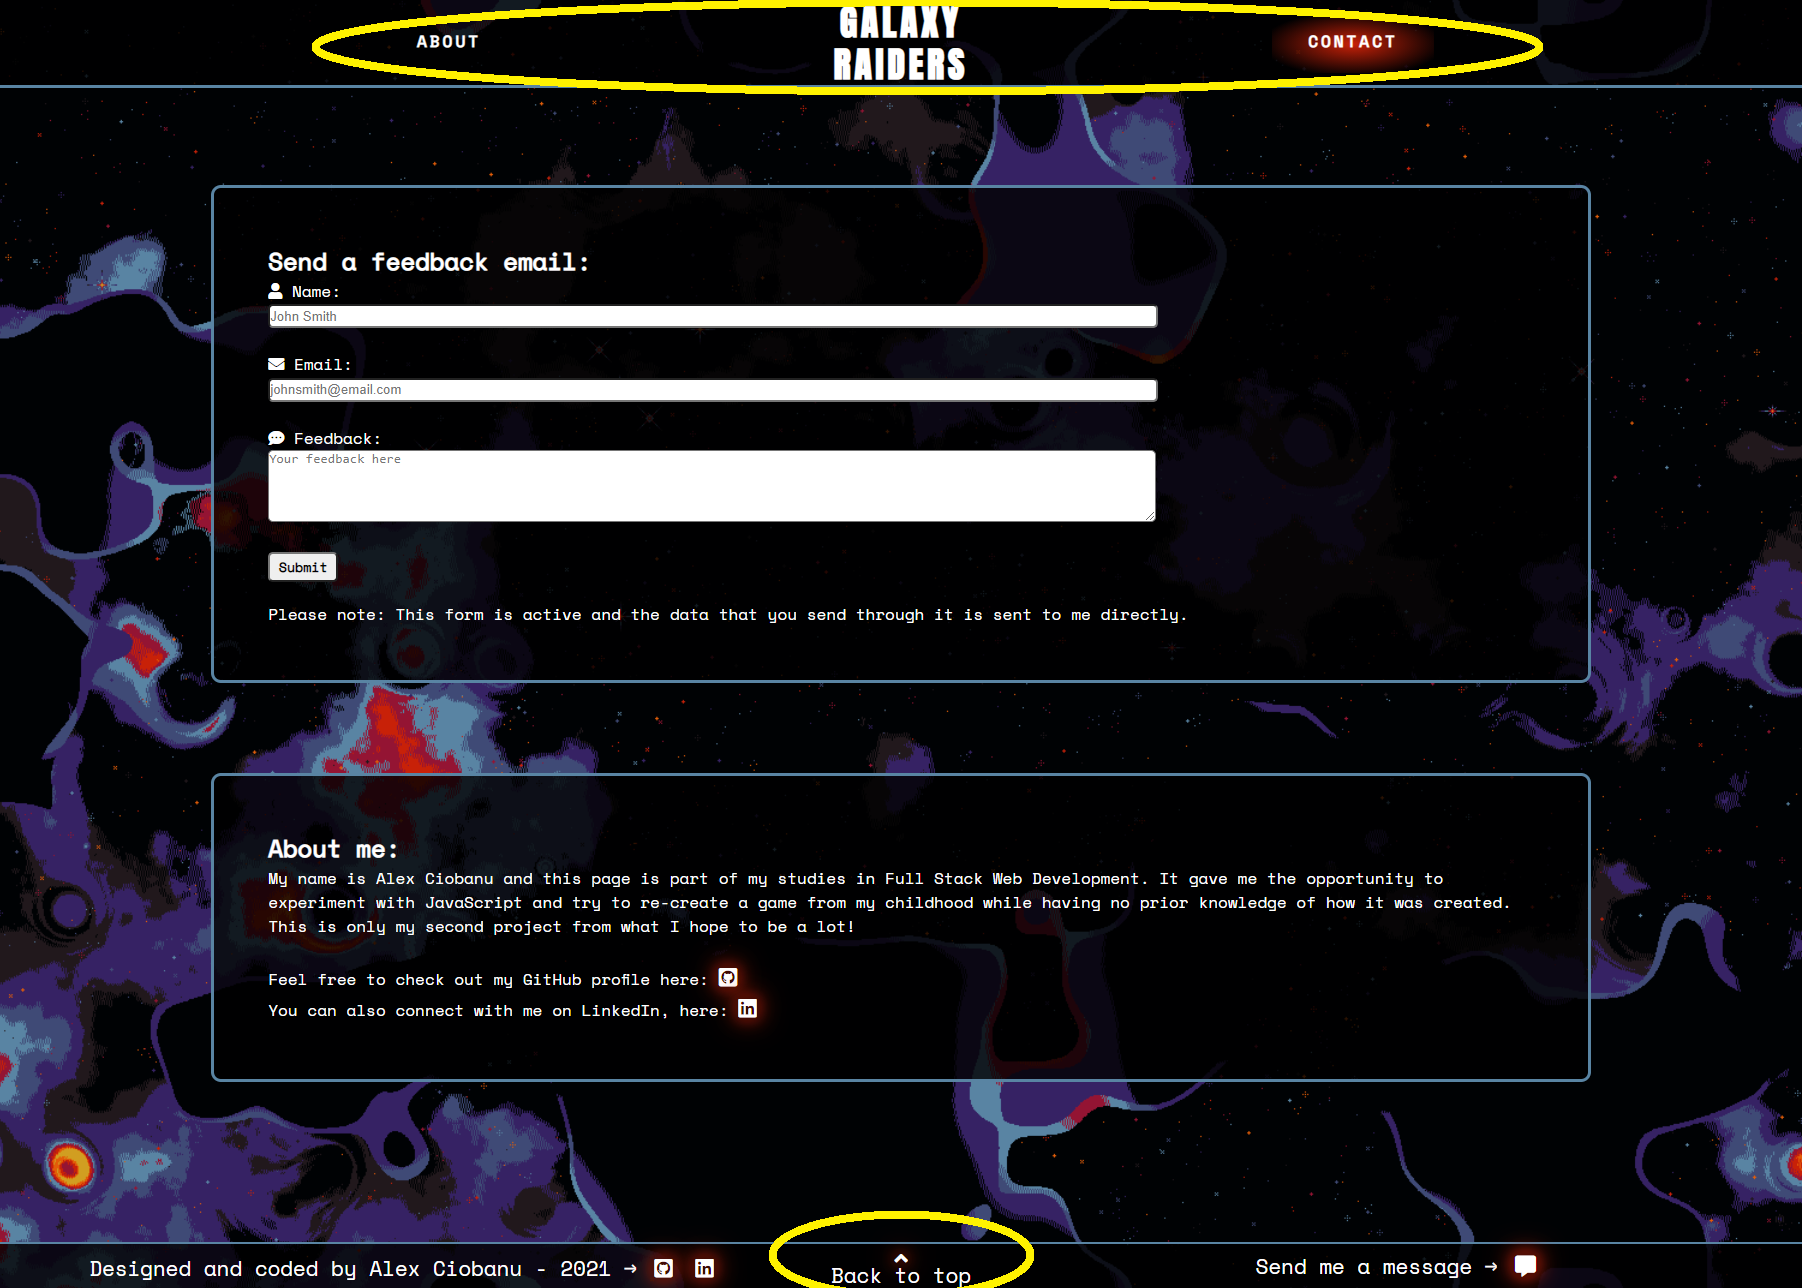 ABOUT
GALAXY
RAIDERS
CONTACT
Send a feedback email:
Name:
John Smith
Email:
johnsmith@email.com
Feedback:
Your feedback here
Submit
Please note: This form is active and the data that you send through it is sent to me directly.
About me:
My name is Alex Ciobanu and this page is part of my studies in Full Stack Web Development. It gave me the opportunity to
experiment with JavaScript and try to re-create a game from my childhood while having no prior knowledge of how it was created.
This is only my second project from what I hope to be a lot!
Feel free to check out my GitHub profile here:
You can also connect with me on LinkedIn, here: in
Designed and coded by Alex Ciobanu - 2021 → in
Back to top
Send me a message →